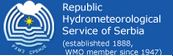 Republic
Hydrometeorological
Service of Serbia
(established 1888,
WMO member since 1947)